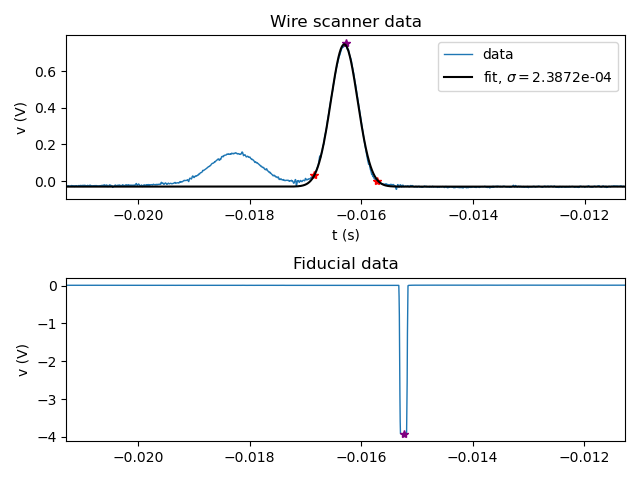 Wire scanner data
data
fit, σ = 2.3872e-04
v (V)
0.6
0.4
0.2
0.0
−0.020 −0.018 −0.016 −0.014 −0.012
t (s)
Fiducial data
v (V)
0
−1
−2
−3
−4
−0.020 −0.018 −0.016 −0.014 −0.012